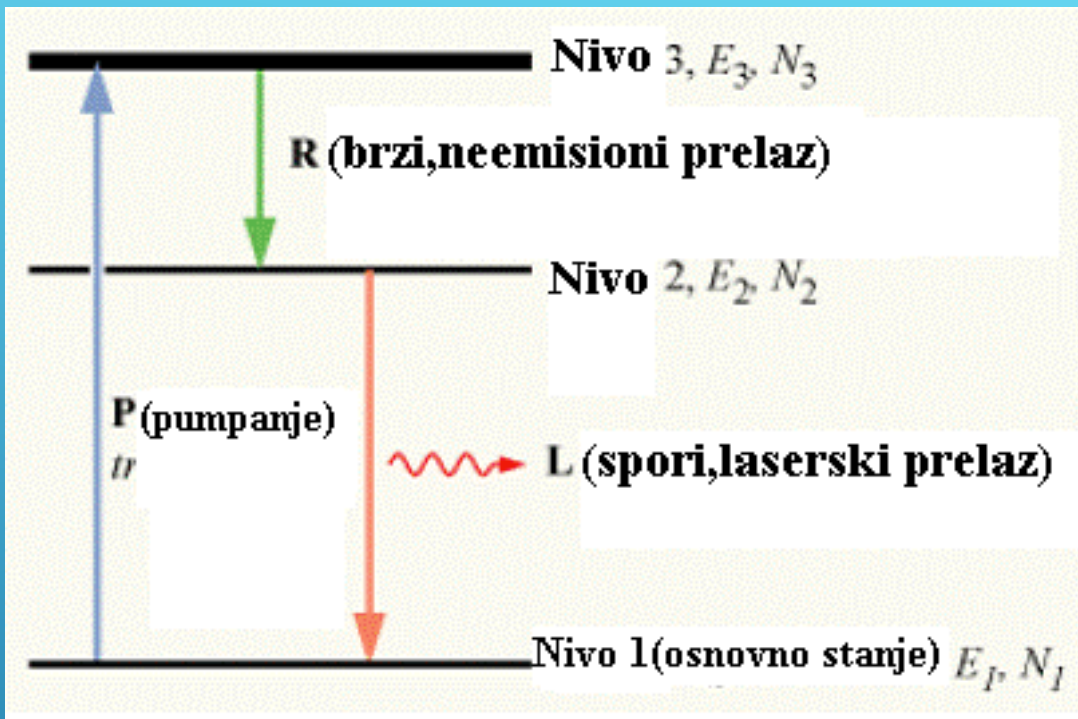 Nivo 3, E3, N3
R (brzi,neemisioni prelaz)
Nivo 2, E2, N2
P (pumpanje)
tr
L (spori,laserski prelaz)
Nivo 1(osnovno stanje) E1, N1